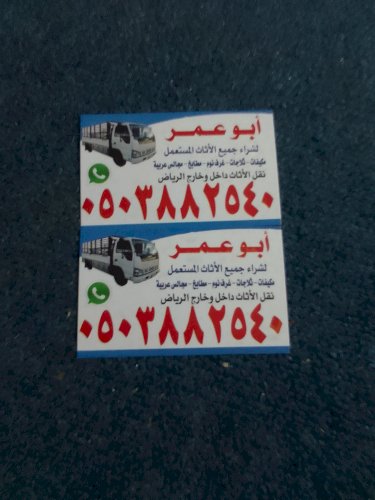 أبو عمر
لشراء جميع الأثاث المستعمل
مكيفات - ثلاجات - غرف نوم - مطابخ - مجالس عربية
نقل الأثاث داخل وخارج الرياض
٠٥٠٣٨٨٢٥٤٠
أبو عمر
لشراء جميع الأثاث المستعمل
مكيفات - ثلاجات - غرف نوم - مطابخ - مجالس عربية
نقل الأثاث داخل وخارج الرياض
٠٥٠٣٨٨٢٥٤٠